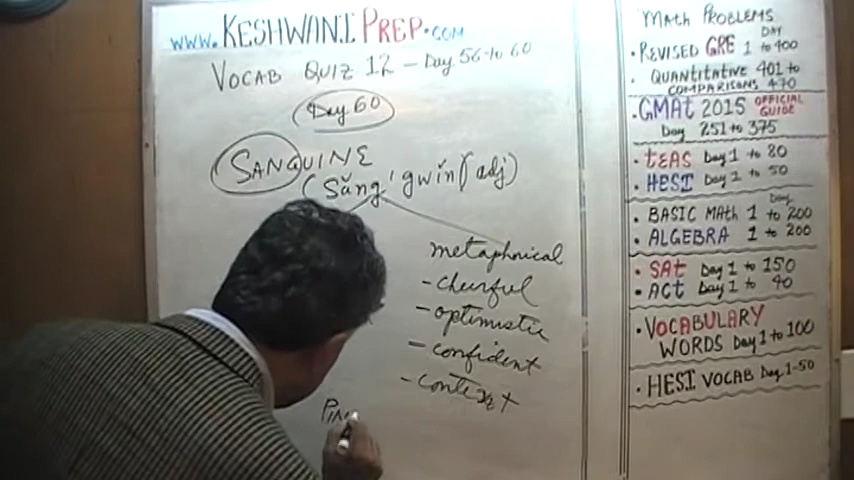 www.KESHWANIPREP.COM
VOCAB QUIZ 12 - Day 56 to 60
Day 60
SANGUINE
(Săng' gwĭn)(adj)
metaphorical
- cheerful
- optimistic
- confident
- context
PIN
MATH PROBLEMS
• REVISED GRE DAY 1 to 400
• QUANTITATIVE 401 to
COMPARISONS 470
• GMAT 2015 OFFICIAL GUIDE
Day 251 to 375
• TEAS Day 1 to 80
• HESI Day 1 to 50
• BASIC MATH Day 1 to 200
• ALGEBRA 1 to 200
• SAT Day 1 to 150
• ACT Day 1 to 40
• VOCABULARY
WORDS Day 1 to 100
• HESI VOCAB Day 1-50